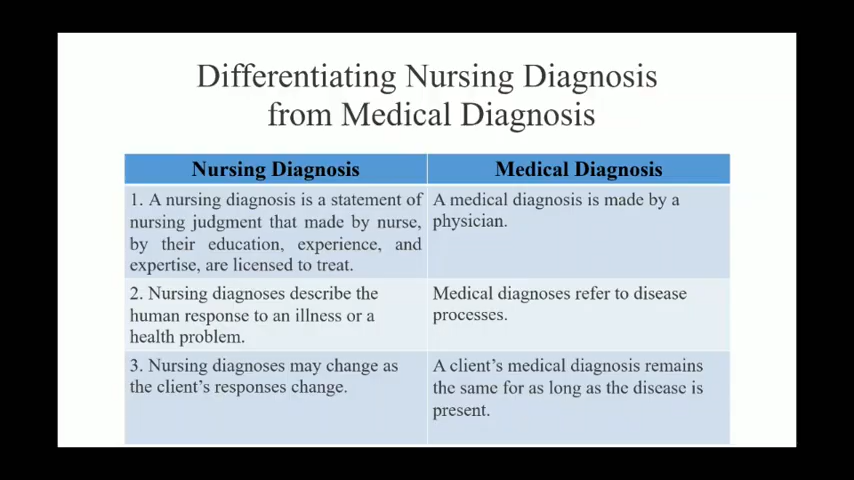 Differentiating Nursing Diagnosis
from Medical Diagnosis
Nursing Diagnosis
Medical Diagnosis
1. A nursing diagnosis is a statement of
nursing judgment that made by nurse,
by their education, experience, and
expertise, are licensed to treat.
A medical diagnosis is made by a
physician.
2. Nursing diagnoses describe the
human response to an illness or a
health problem.
Medical diagnoses refer to disease
processes.
3. Nursing diagnoses may change as
the client’s responses change.
A client’s medical diagnosis remains
the same for as long as the disease is
present.